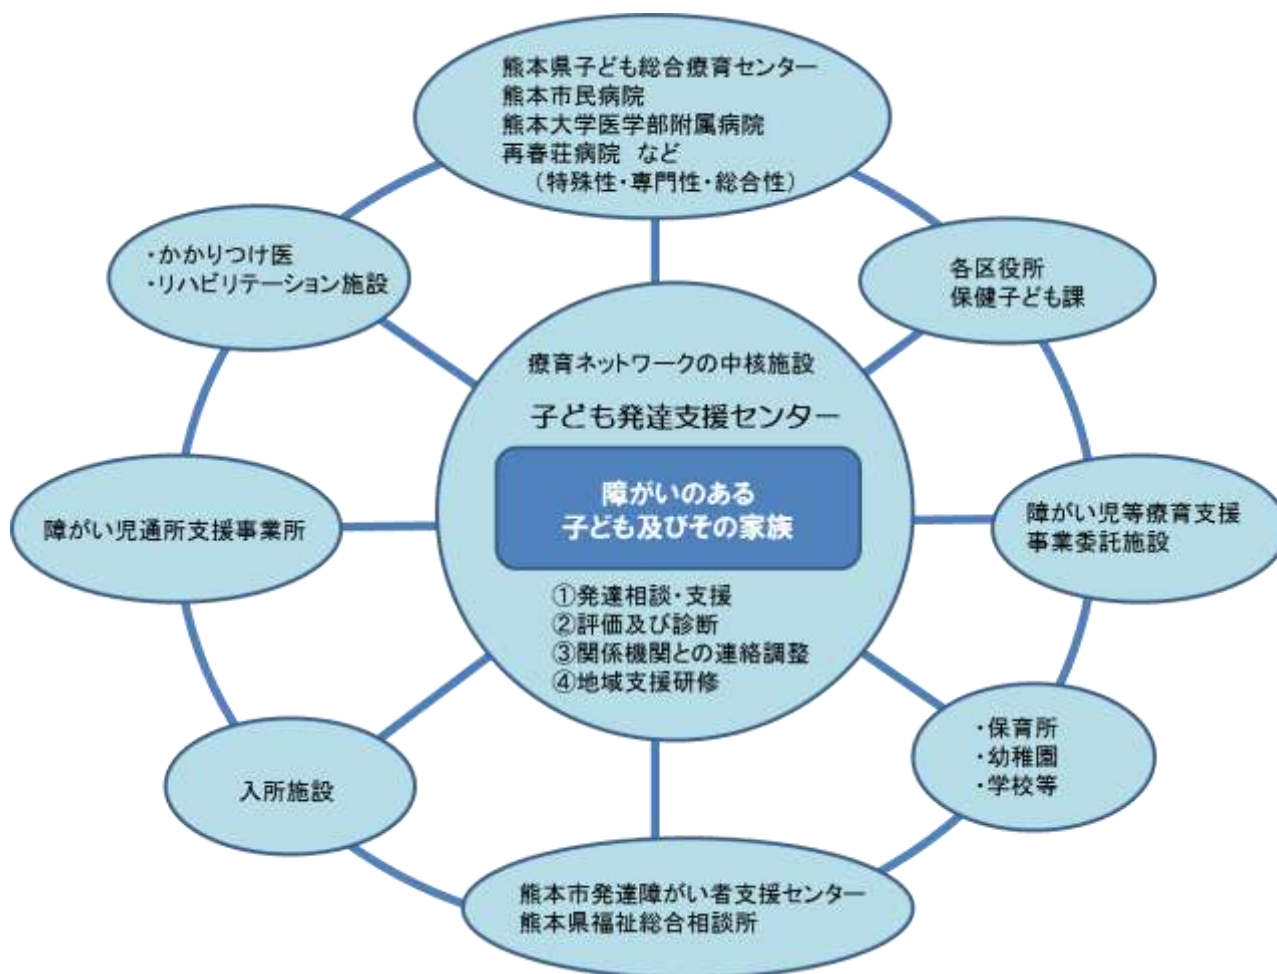 熊本県子ども総合療育センター
熊本市民病院
熊本大学医学部附属病院
再春荘病院 など
（特殊性・専門性・総合性）
・かかりつけ医
・リハビリテーション施設
各区役所
保健子ども課
療育ネットワークの中核施設
子ども発達支援センター
障がいのある
子ども及びその家族
①発達相談・支援
②評価及び診断
③関係機関との連絡調整
④地域支援研修
障がい児通所支援事業所
障がい児等療育支援
事業委託施設
入所施設
・保育所
・幼稚園
・学校等
熊本市発達障がい者支援センター
熊本県福祉総合相談所